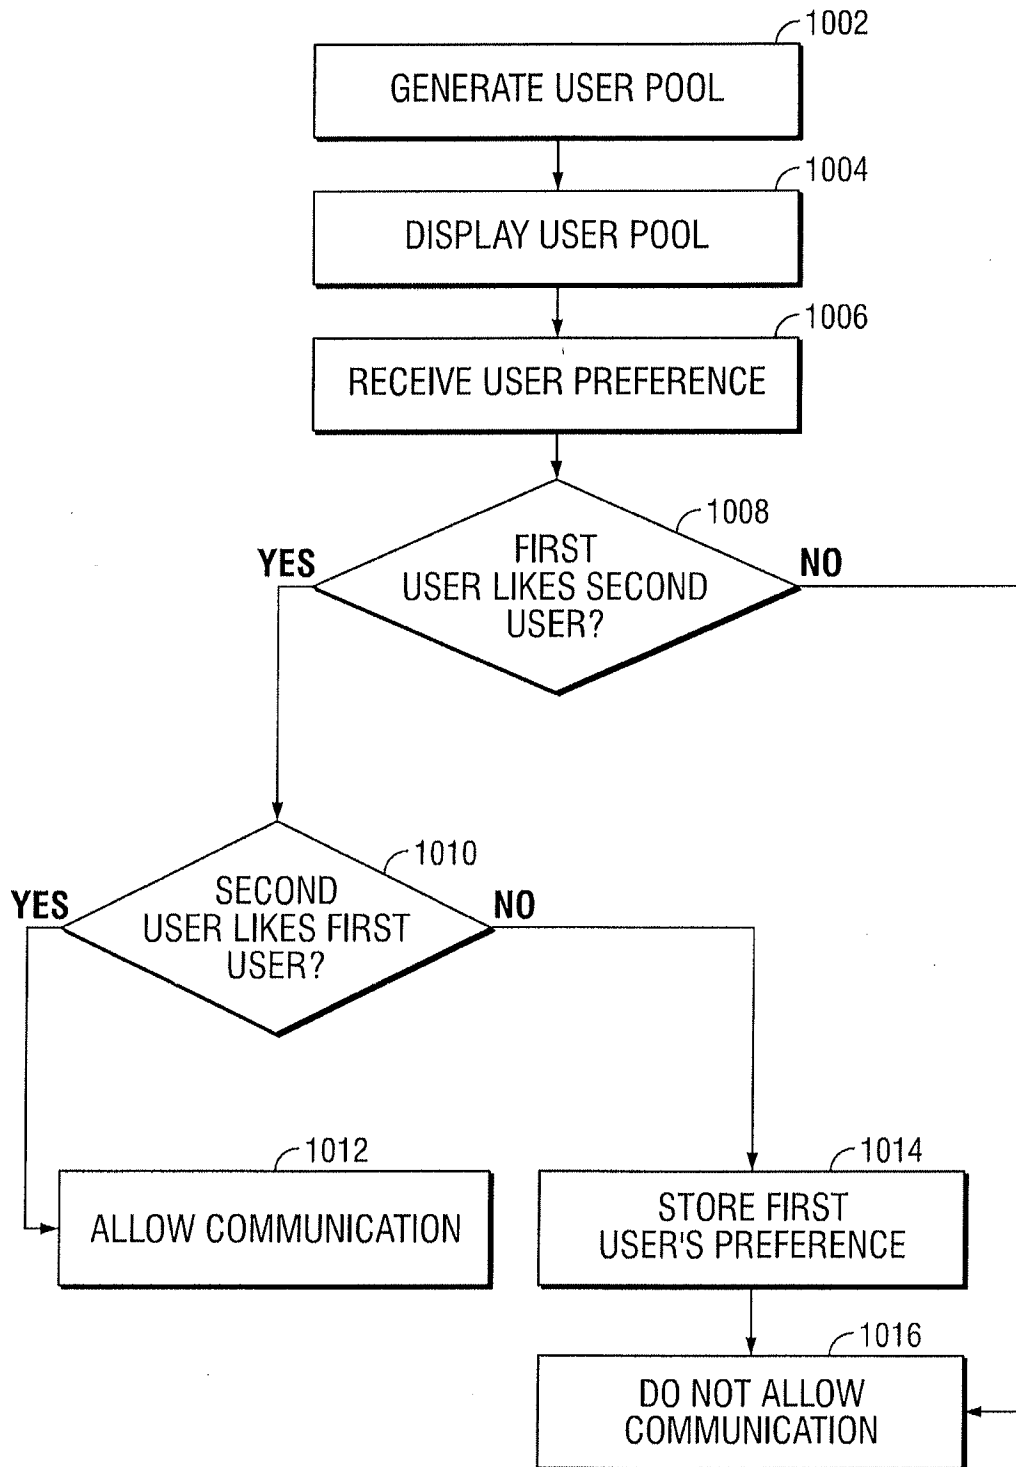 1002
GENERATE USER POOL
1004
DISPLAY USER POOL
1006
RECEIVE USER PREFERENCE
1008
FIRST
USER LIKES SECOND
USER?
YES
NO
1010
SECOND
USER LIKES FIRST
USER?
YES
NO
1012
ALLOW COMMUNICATION
1014
STORE FIRST
USER'S PREFERENCE
1016
DO NOT ALLOW
COMMUNICATION